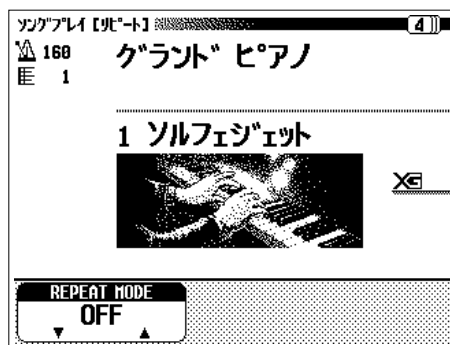 ソングプレイ [リピート] 4
160 グランド ピアノ
1
1 ソルフェジェット
XG
REPEAT MODE
OFF
▼ ▲